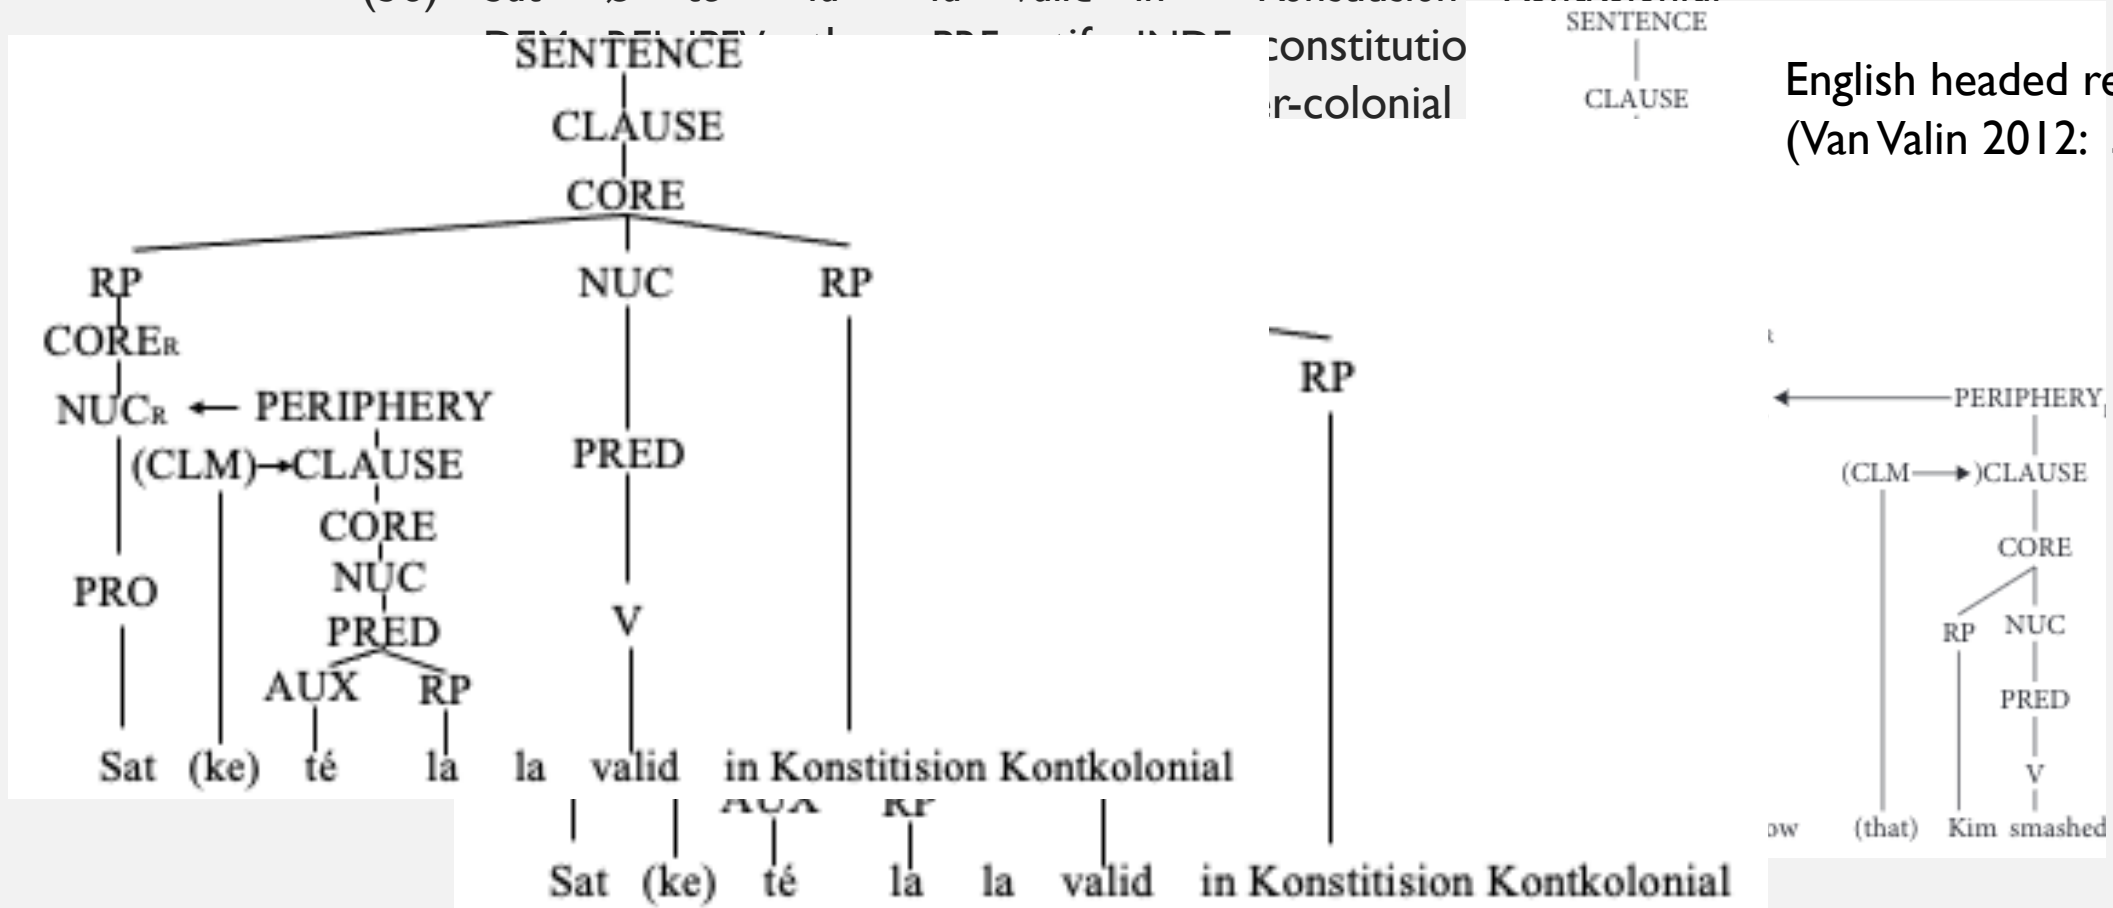 constitutio
r-colonial
SENTENCE
CLAUSE
English headed re
(Van Valin 2012:
SENTENCE
CLAUSE
CORE
RP NUC RP
CORER
NUCR PERIPHERY
(CLM) CLAUSE PRED
CORE
NUC
PRO PRED V
AUX RP
Sat (ke) té la la valid in Konstitision Kontkolonial
RP
AUX RP
Sat (ke) té la la valid in Konstitision Kontkolonial
PERIPHERY
(CLM )CLAUSE
CORE
RP NUC
PRED
V
ow (that) Kim smashed